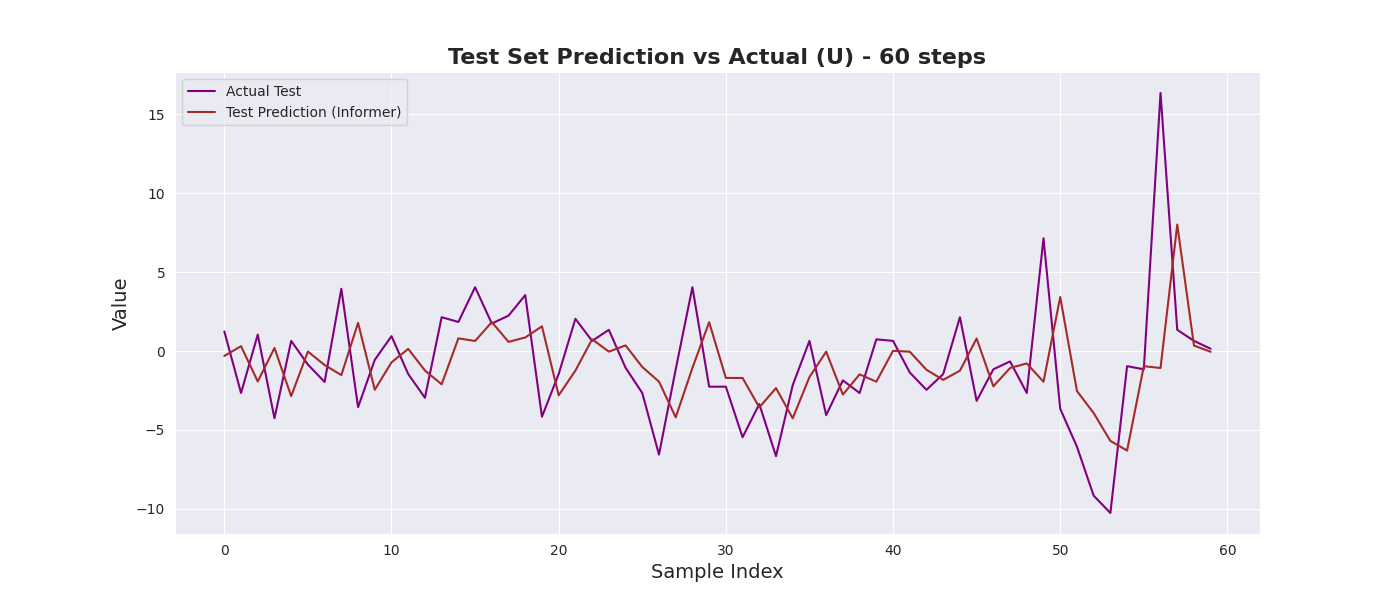 Test Set Prediction vs Actual (U) - 60 steps
Actual Test
Test Prediction (Informer)
15
10
5
0
−5
−10
Value
0 10 20 30 40 50 60
Sample Index